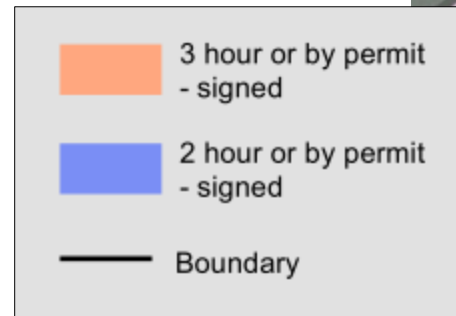 3 hour or by permit
- signed
2 hour or by permit
- signed
Boundary